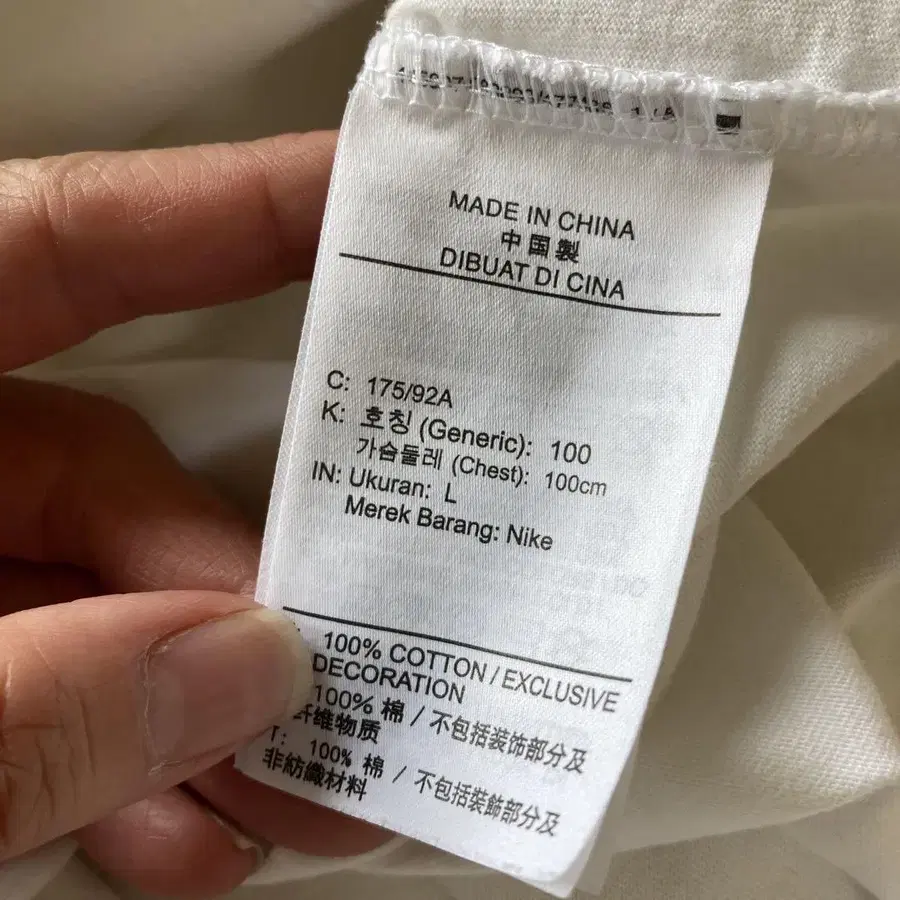 MADE IN CHINA
中国製
DIBUAT DI CINA
C: 175/92A
K: 호칭 (Generic): 100
가슴둘레 (Chest): 100cm
IN: Ukuran: L
Merek Barang: Nike
100% COTTON / EXCLUSIVE
DECORATION
100% 棉 / 不包括装饰部分及
纤维物质
T: 100% 棉 / 不包括裝飾部分及
非紡織材料